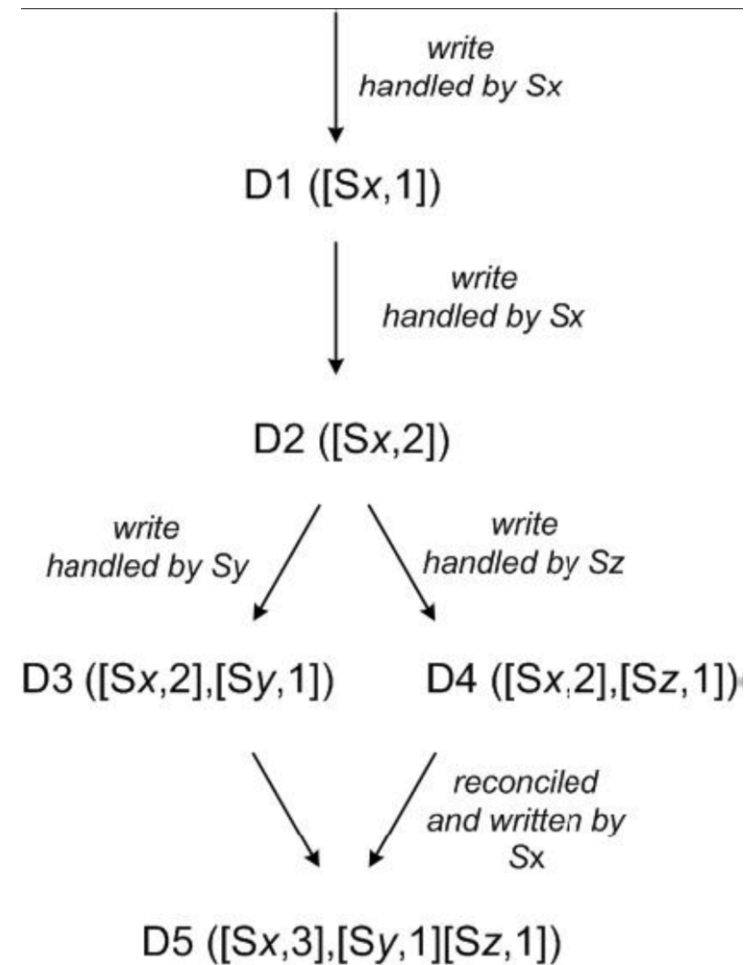 write
handled by Sx
D1 ([Sx,1])
write
handled by Sx
D2 ([Sx,2])
write
handled by Sy
write
handled by Sz
D3 ([Sx,2],[Sy,1])
D4 ([Sx,2],[Sz,1])
reconciled
and written by
Sx
D5 ([Sx,3],[Sy,1][Sz,1])